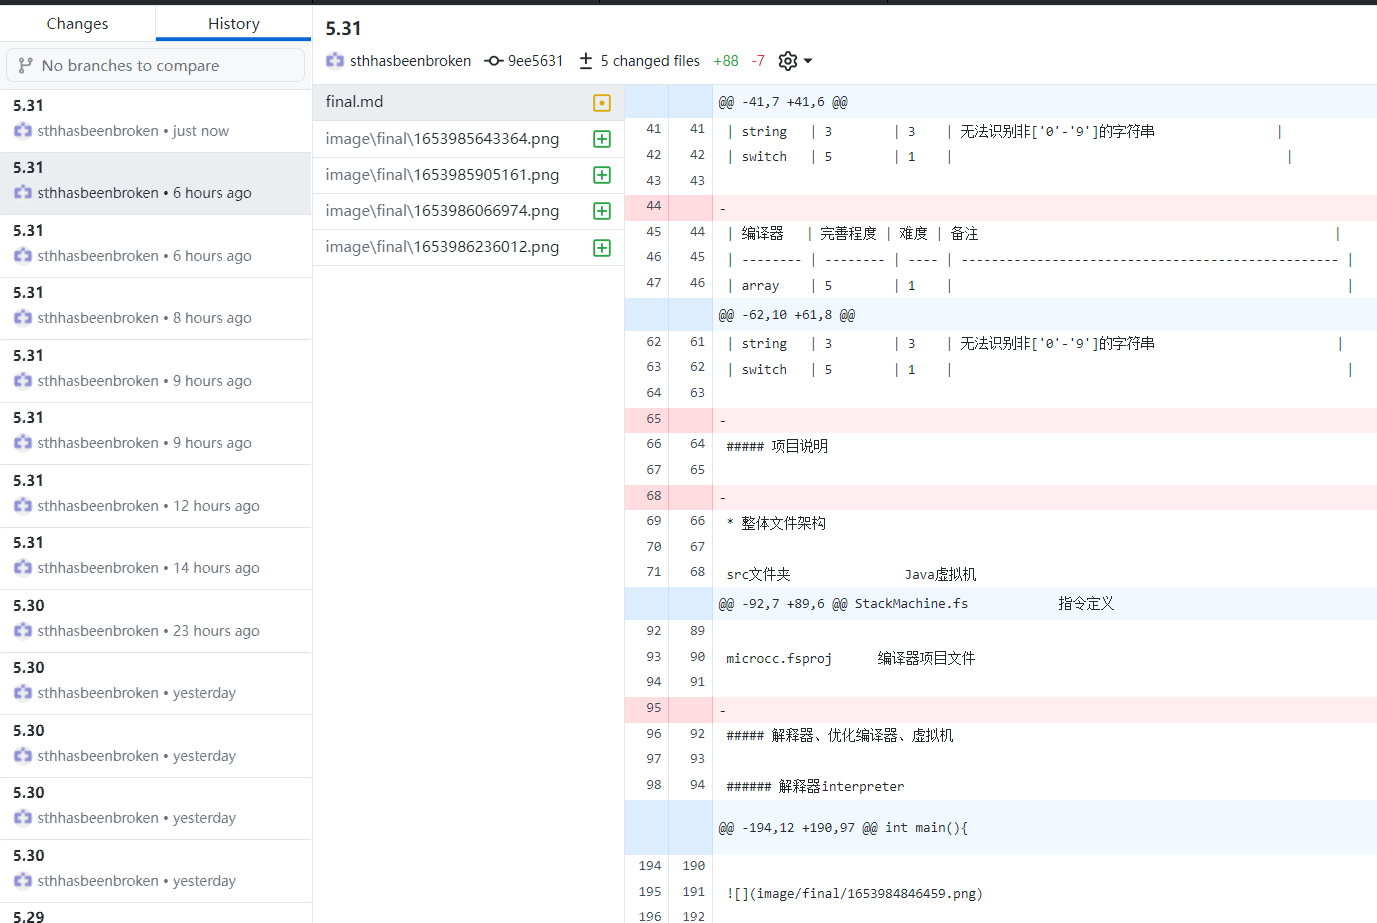 Changes
History
No branches to compare
5.31
sthhasbeenbroken • just now
5.31
sthhasbeenbroken • 6 hours ago
5.31
sthhasbeenbroken • 6 hours ago
5.31
sthhasbeenbroken • 8 hours ago
5.31
sthhasbeenbroken • 9 hours ago
5.31
sthhasbeenbroken • 9 hours ago
5.31
sthhasbeenbroken • 12 hours ago
5.31
sthhasbeenbroken • 14 hours ago
5.30
sthhasbeenbroken • 23 hours ago
5.30
sthhasbeenbroken • yesterday
5.30
sthhasbeenbroken • yesterday
5.30
sthhasbeenbroken • yesterday
5.30
sthhasbeenbroken • yesterday
5.29
5.31
sthhasbeenbroken 9ee5631 5 changed files +88 -7
final.md
image\final\1653985643364.png
image\final\1653985905161.png
image\final\1653986066974.png
image\final\1653986236012.png
@@ -41,7 +41,6 @@
41 41 | string | 3 | 3 | 无法识别非['0'-'9']的字符串 |
42 42 | switch | 5 | 1 | |
43 43
44 -
45 44 | 编译器 | 完善程度 | 难度 | 备注 |
46 45 | -------- | -------- | ---- | ------------------------------------------------ |
47 46 | array | 5 | 1 | |
@@ -62,10 +61,8 @@
62 61 | string | 3 | 3 | 无法识别非['0'-'9']的字符串 |
63 62 | switch | 5 | 1 | |
64 63
65 -
66 64 ##### 项目说明
67 65
68 -
69 66 * 整体文件架构
70 67
71 68 src文件夹 Java虚拟机
@@ -92,7 +89,6 @@ StackMachine.fs 指令定义
92 89
93 90 microcc.fsproj 编译器项目文件
94 91
95 -
96 92 ##### 解释器、优化编译器、虚拟机
97 93
98 94 ###### 解释器interpreter
@@ -194,12 +190,97 @@ int main(){
194 190
195 191 ![](image/final/1653984846459.png)
196 192